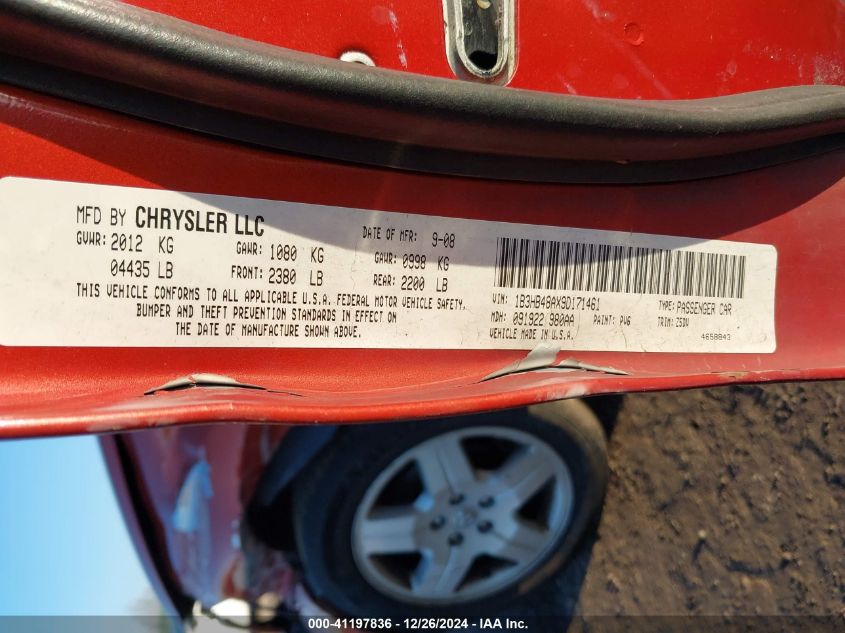 MFD BY CHRYSLER LLC
DATE OF MFR: 9-08
GVWR: 2012 KG
GAWR: 1080 KG
GAWR: 0998 KG
04435 LB
FRONT: 2380 LB
REAR: 2200 LB
THIS VEHICLE CONFORMS TO ALL APPLICABLE U.S.A. FEDERAL MOTOR VEHICLE SAFETY,
BUMPER AND THEFT PREVENTION STANDARDS IN EFFECT ON
THE DATE OF MANUFACTURE SHOWN ABOVE.
VIN: 1B3HB48AX9D171461
TYPE: PASSENGER CAR
MDH: 091922 980AA
PAINT: PV6
TRIM: Z5DV
VEHICLE MADE IN U.S.A.
4658843
000-41197836 / 12/26/2024 - IAA Inc.